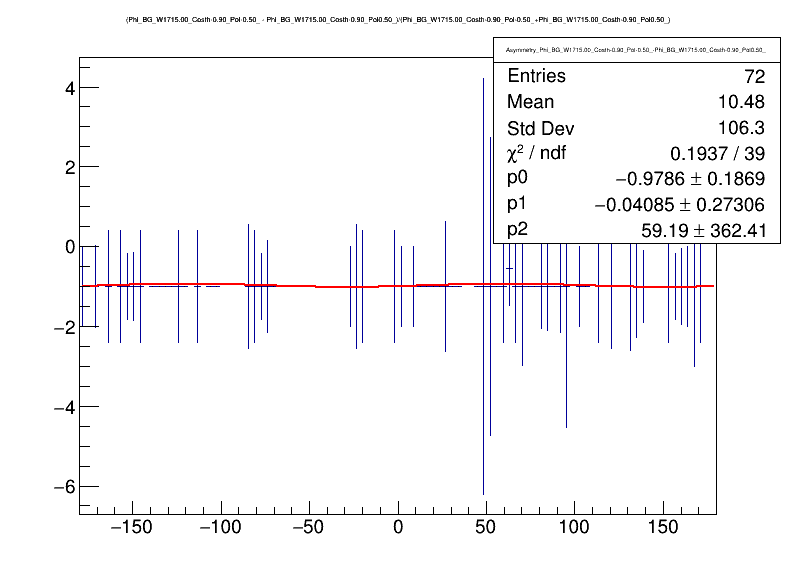 (Phi_BG_W1715.00_Costh-0.90_Pol-0.50_ - Phi_BG_W1715.00_Costh-0.90_Pol0.50_)/(Phi_BG_W1715.00_Costh-0.90_Pol-0.50_+Phi_BG_W1715.00_Costh-0.90_Pol0.50_)
Asymmetry_Phi_BG_W1715.00_Costh-0.90_Pol-0.50_-Phi_BG_W1715.00_Costh-0.90_Pol0.50_
Entries 72
Mean 10.48
Std Dev 106.3
χ² / ndf 0.1937 / 39
p0 −0.9786 ± 0.1869
p1 −0.04085 ± 0.27306
p2 59.19 ± 362.41
4
2
0
−2
−4
−6
−150 −100 −50 0 50 100 150